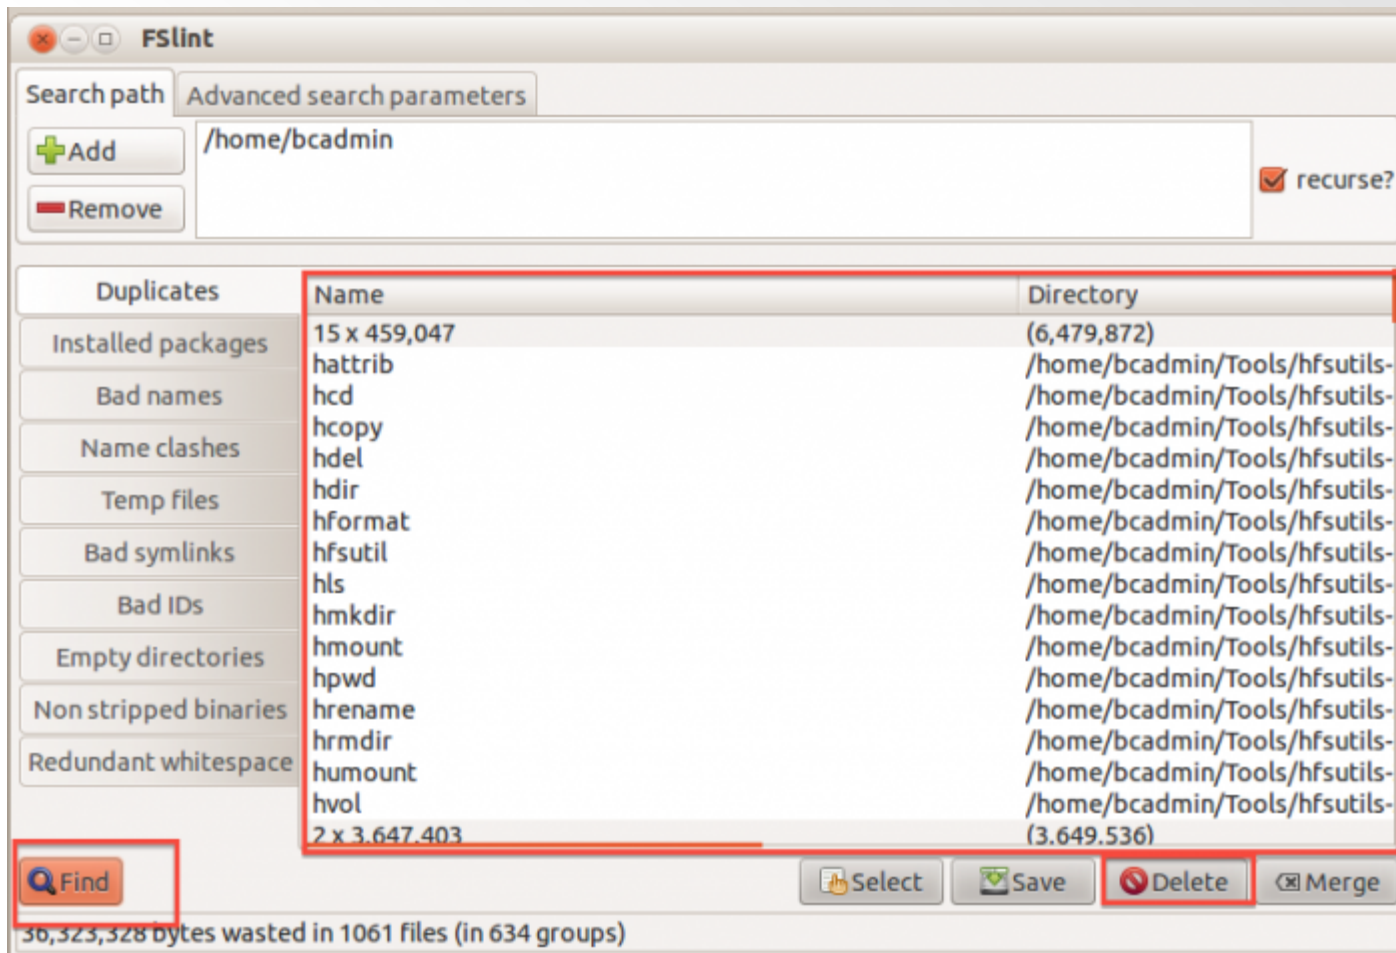 FSlint
Search path Advanced search parameters
Add
/home/bcadmin
recurse?
Remove
Duplicates
Installed packages
Bad names
Name clashes
Temp files
Bad symlinks
Bad IDs
Empty directories
Non stripped binaries
Redundant whitespace
Name Directory
15 x 459,047 (6,479,872)
hattrib /home/bcadmin/Tools/hfsutils-
hcd /home/bcadmin/Tools/hfsutils-
hcopy /home/bcadmin/Tools/hfsutils-
hdel /home/bcadmin/Tools/hfsutils-
hdir /home/bcadmin/Tools/hfsutils-
hformat /home/bcadmin/Tools/hfsutils-
hfsutil /home/bcadmin/Tools/hfsutils-
hls /home/bcadmin/Tools/hfsutils-
hmkdir /home/bcadmin/Tools/hfsutils-
hmount /home/bcadmin/Tools/hfsutils-
hpwd /home/bcadmin/Tools/hfsutils-
hrename /home/bcadmin/Tools/hfsutils-
hrmdir /home/bcadmin/Tools/hfsutils-
humount /home/bcadmin/Tools/hfsutils-
hvol /home/bcadmin/Tools/hfsutils-
2 x 3,647,403 (3,649,536)
Find Select Save Delete Merge
36,323,328 bytes wasted in 1061 files (in 634 groups)